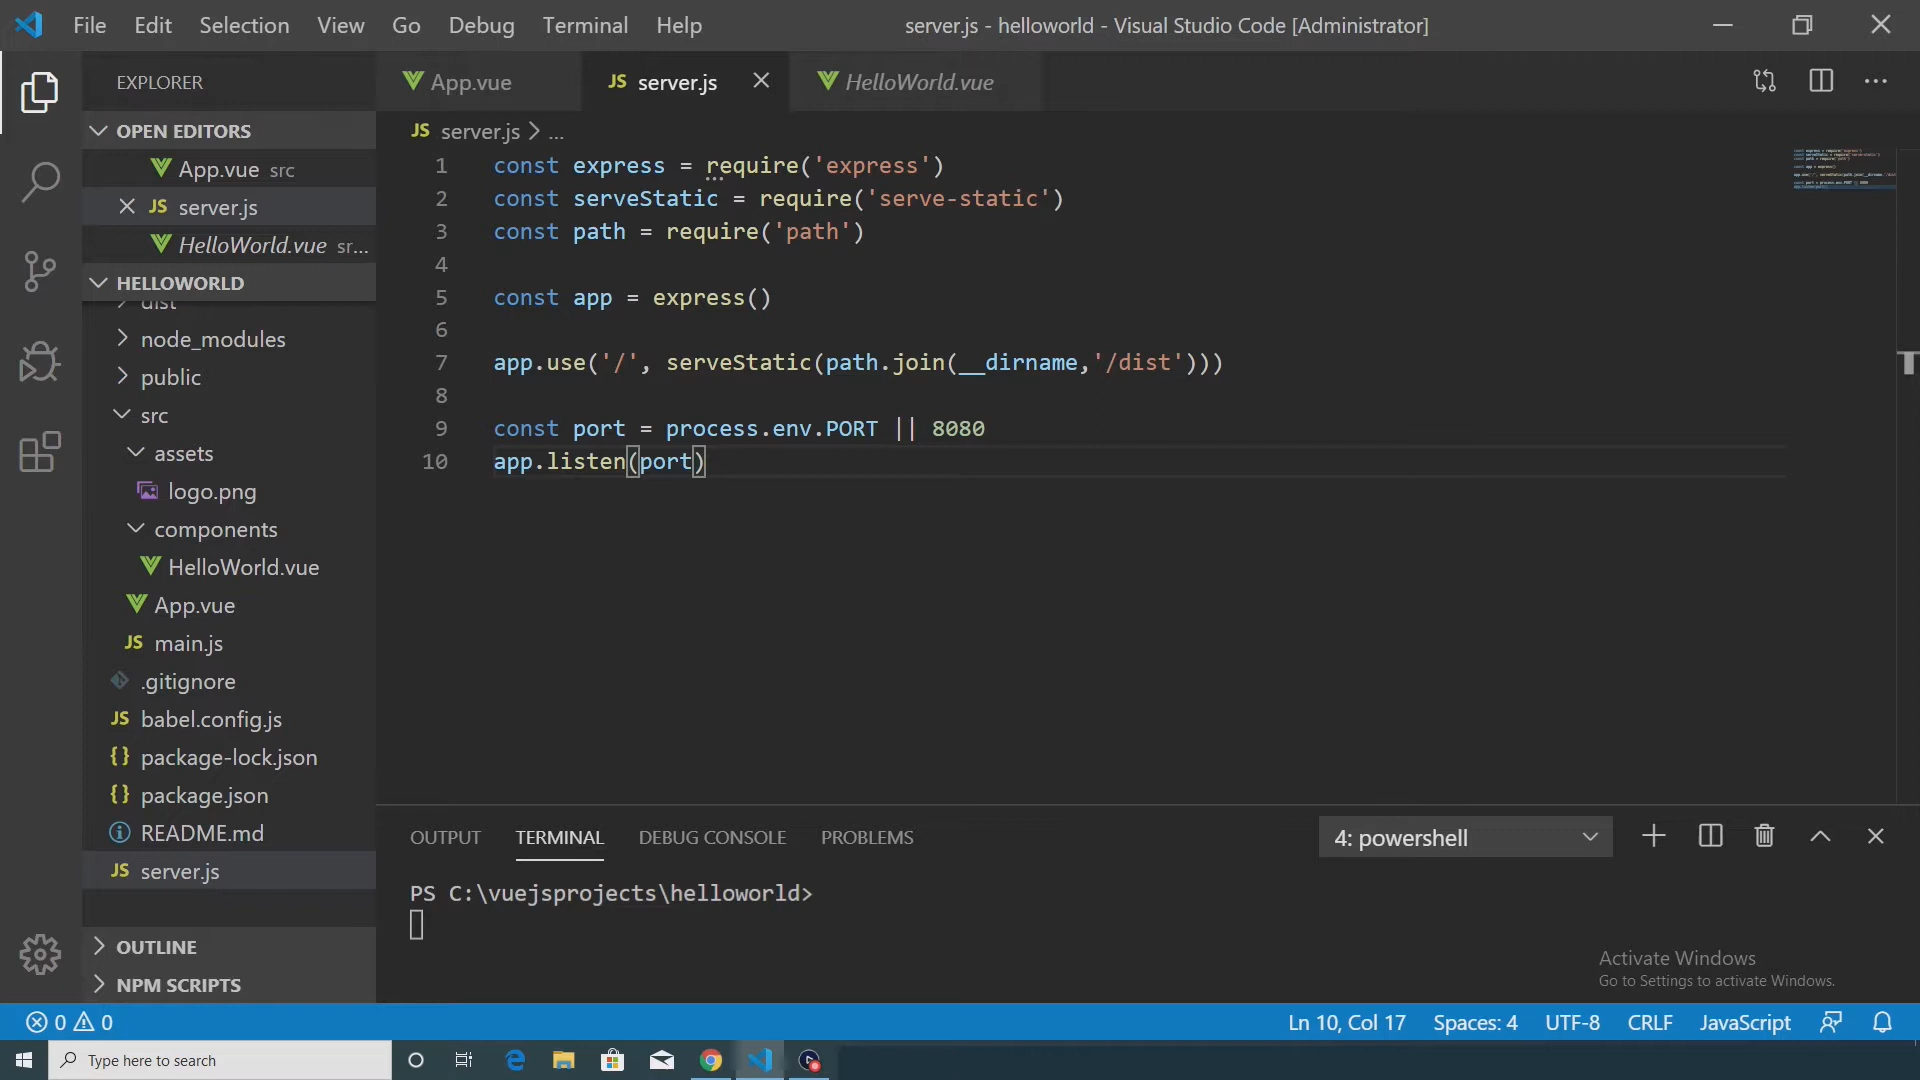 File Edit Selection View Go Debug Terminal Help server.js - helloworld - Visual Studio Code [Administrator]
EXPLORER
App.vue JS server.js HelloWorld.vue
OPEN EDITORS
App.vue src
JS server.js
HelloWorld.vue sr...
HELLOWORLD
dist
node_modules
public
src
assets
logo.png
components
HelloWorld.vue
App.vue
JS main.js
.gitignore
JS babel.config.js
{} package-lock.json
{} package.json
README.md
JS server.js
OUTLINE
NPM SCRIPTS
JS server.js > ...
1 const express = require('express')
2 const serveStatic = require('serve-static')
3 const path = require('path')
4
5 const app = express()
6
7 app.use('/', serveStatic(path.join(__dirname,'/dist')))
8
9 const port = process.env.PORT || 8080
10 app.listen(port)
OUTPUT TERMINAL DEBUG CONSOLE PROBLEMS 4: powershell
PS C:\vuejsprojects\helloworld>
Activate Windows
Go to Settings to activate Windows.
0 0 Ln 10, Col 17 Spaces: 4 UTF-8 CRLF JavaScript
Type here to search